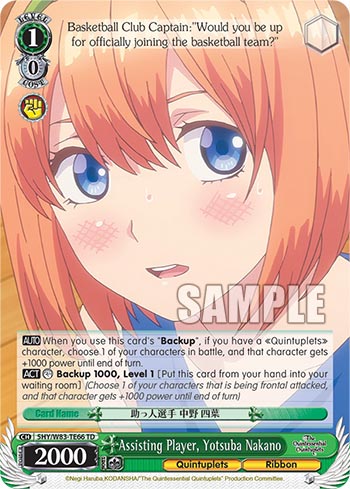 Basketball Club Captain:"Would you be up
for officially joining the basketball team?"
1
0
COST
SAMPLE
AUTO When you use this card's "Backup", if you have a «Quintuplets»
character, choose 1 of your characters in battle, and that character gets
+1000 power until end of turn.
ACT Backup 1000, Level 1 [Put this card from your hand into your
waiting room] (Choose 1 of your characters that is being frontal attacked,
and that character gets +1000 power until end of turn)
Card Name
助っ人選手 中野 四葉
CH 5HY/W83-TE66 TD
Assisting Player, Yotsuba Nakano
The
Quintessential
Quintuplets
2000
Quintuplets
Ribbon
©Negi Haruba,KODANSHA/"The Quintessential Quintuplets" Production Committee.